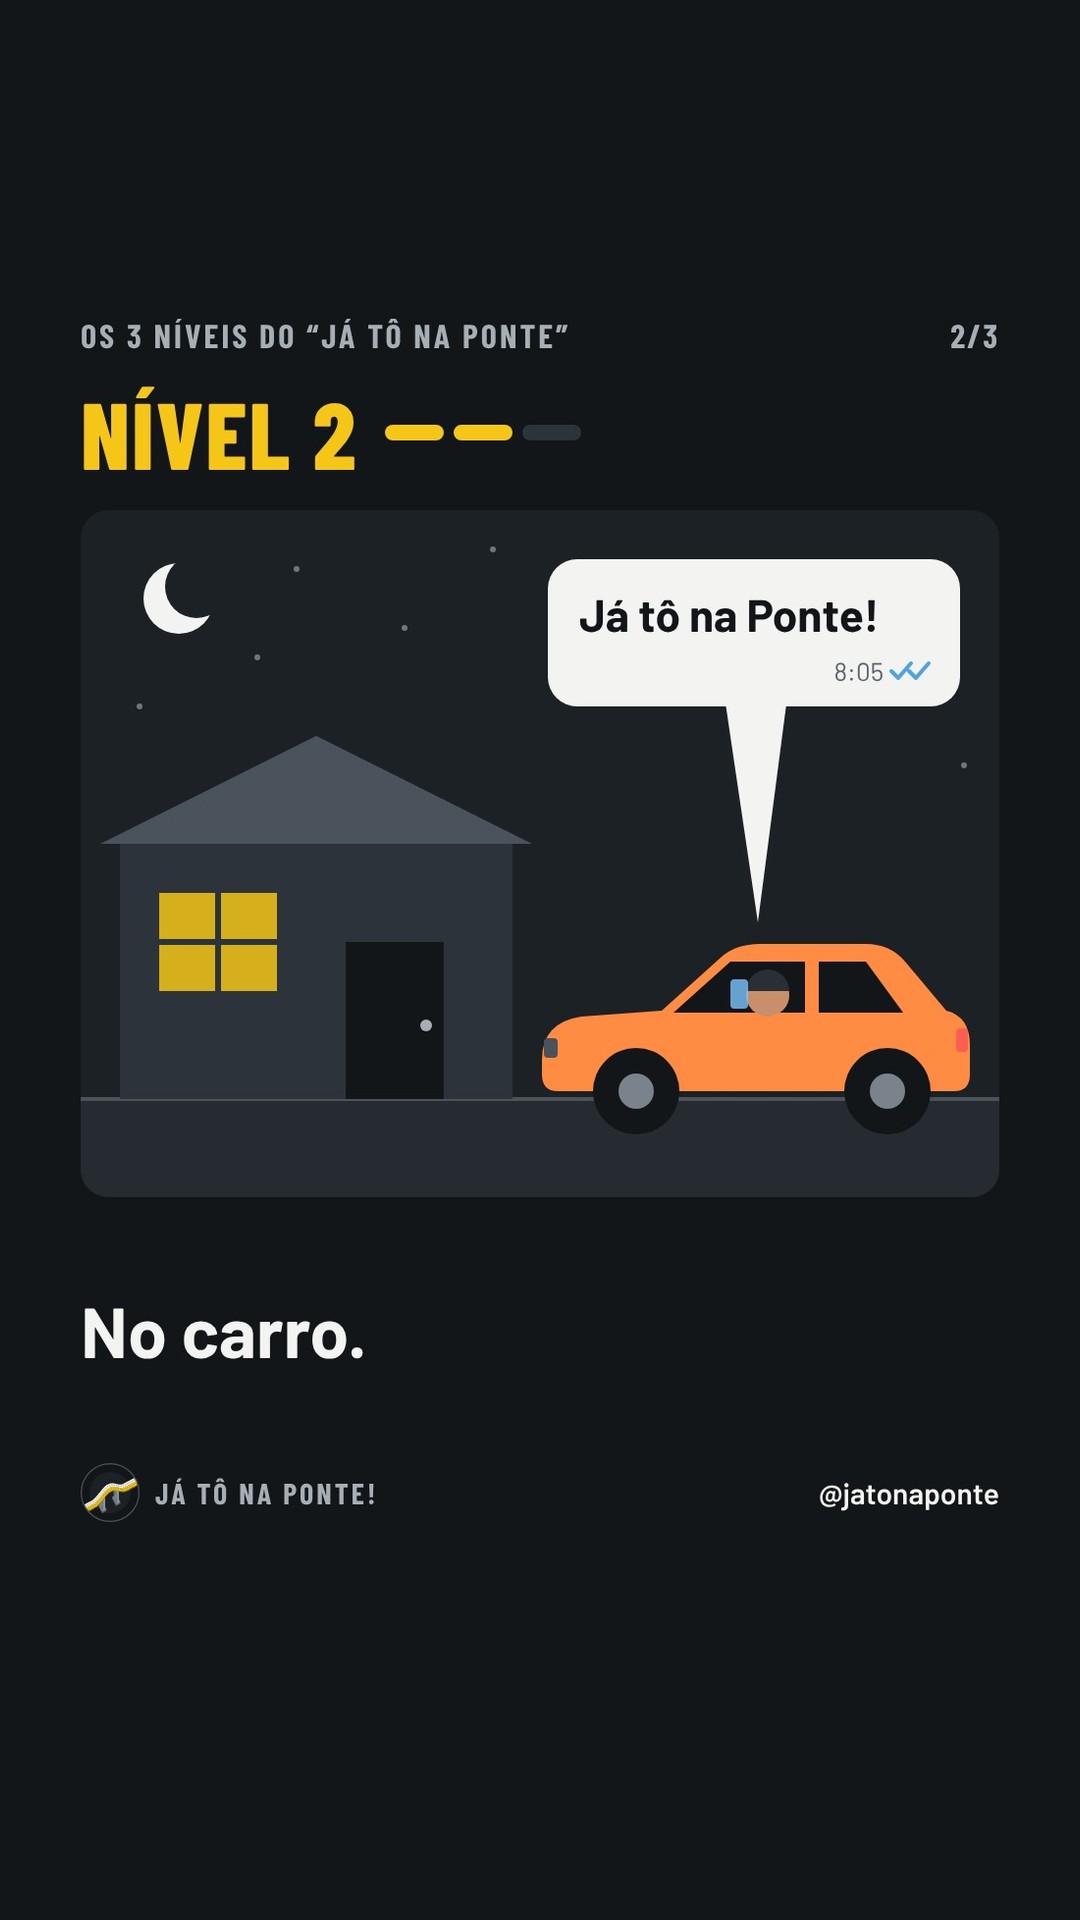 OS 3 NÍVEIS DO “JÁ TÔ NA PONTE”
2/3
NÍVEL 2
Já tô na Ponte!
8:05
No carro.
JÁ TÔ NA PONTE!
@jatonaponte